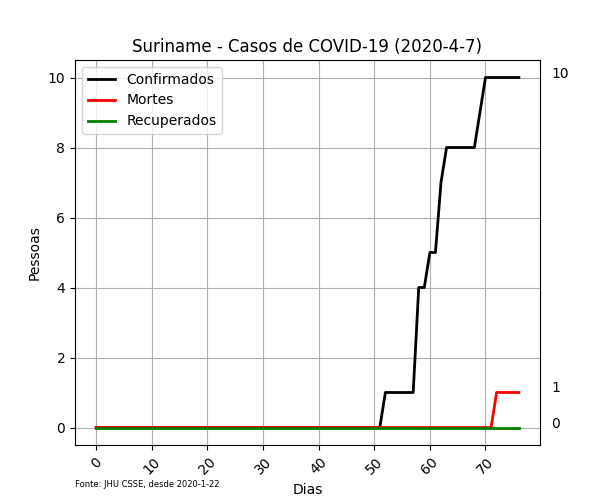 Suriname - Casos de COVID-19 (2020-4-7)
Confirmados
Mortes
Recuperados
10
8
6
4
2
0
Pessoas
10
1
0
0 10 20 30 40 50 60 70
Dias
Fonte: JHU CSSE, desde 2020-1-22